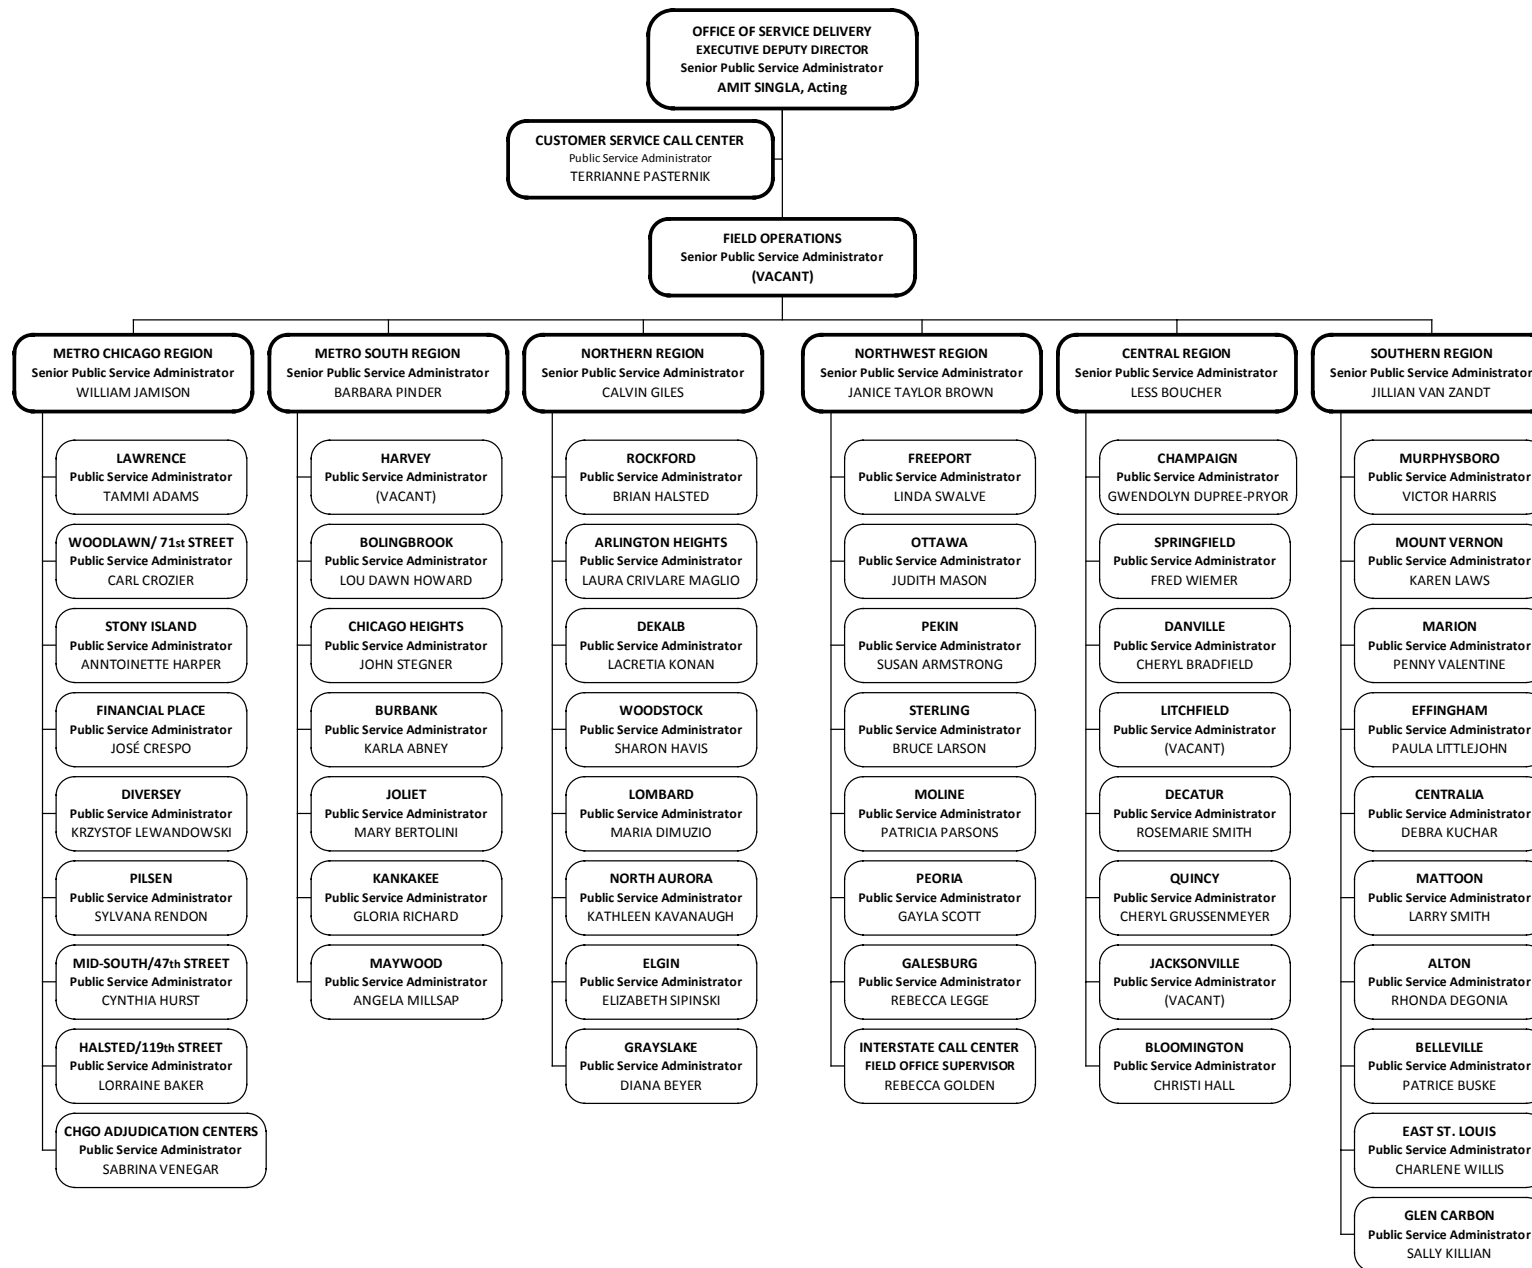 OFFICE OF SERVICE DELIVERY
EXECUTIVE DEPUTY DIRECTOR
Senior Public Service Administrator
AMIT SINGLA, Acting
CUSTOMER SERVICE CALL CENTER
Public Service Administrator
TERRIANNE PASTERNIK
FIELD OPERATIONS
Senior Public Service Administrator
(VACANT)
METRO CHICAGO REGION
Senior Public Service Administrator
WILLIAM JAMISON
LAWRENCE
Public Service Administrator
TAMMI ADAMS
WOODLAWN/ 71st STREET
Public Service Administrator
CARL CROZIER
STONY ISLAND
Public Service Administrator
ANNTOINETTE HARPER
FINANCIAL PLACE
Public Service Administrator
JOSÉ CRESPO
DIVERSEY
Public Service Administrator
KRZYSTOF LEWANDOWSKI
PILSEN
Public Service Administrator
SYLVANA RENDON
MID-SOUTH/47th STREET
Public Service Administrator
CYNTHIA HURST
HALSTED/119th STREET
Public Service Administrator
LORRAINE BAKER
CHGO ADJUDICATION CENTERS
Public Service Administrator
SABRINA VENEGAR
METRO SOUTH REGION
Senior Public Service Administrator
BARBARA PINDER
HARVEY
Public Service Administrator
(VACANT)
BOLINGBROOK
Public Service Administrator
LOU DAWN HOWARD
CHICAGO HEIGHTS
Public Service Administrator
JOHN STEGNER
BURBANK
Public Service Administrator
KARLA ABNEY
JOLIET
Public Service Administrator
MARY BERTOLINI
KANKAKEE
Public Service Administrator
GLORIA RICHARD
MAYWOOD
Public Service Administrator
ANGELA MILLSAP
NORTHERN REGION
Senior Public Service Administrator
CALVIN GILES
ROCKFORD
Public Service Administrator
BRIAN HALSTED
ARLINGTON HEIGHTS
Public Service Administrator
LAURA CRIVLARE MAGLIO
DEKALB
Public Service Administrator
LACRETIA KONAN
WOODSTOCK
Public Service Administrator
SHARON HAVIS
LOMBARD
Public Service Administrator
MARIA DIMUZIO
NORTH AURORA
Public Service Administrator
KATHLEEN KAVANAUGH
ELGIN
Public Service Administrator
ELIZABETH SIPINSKI
GRAYSLAKE
Public Service Administrator
DIANA BEYER
NORTHWEST REGION
Senior Public Service Administrator
JANICE TAYLOR BROWN
FREEPORT
Public Service Administrator
LINDA SWALVE
OTTAWA
Public Service Administrator
JUDITH MASON
PEKIN
Public Service Administrator
SUSAN ARMSTRONG
STERLING
Public Service Administrator
BRUCE LARSON
MOLINE
Public Service Administrator
PATRICIA PARSONS
PEORIA
Public Service Administrator
GAYLA SCOTT
GALESBURG
Public Service Administrator
REBECCA LEGGE
INTERSTATE CALL CENTER
FIELD OFFICE SUPERVISOR
REBECCA GOLDEN
CENTRAL REGION
Senior Public Service Administrator
LESS BOUCHER
CHAMPAIGN
Public Service Administrator
GWENDOLYN DUPREE-PRYOR
SPRINGFIELD
Public Service Administrator
FRED WIEMER
DANVILLE
Public Service Administrator
CHERYL BRADFIELD
LITCHFIELD
Public Service Administrator
(VACANT)
DECATUR
Public Service Administrator
ROSEMARIE SMITH
QUINCY
Public Service Administrator
CHERYL GRUSSENMEYER
JACKSONVILLE
Public Service Administrator
(VACANT)
BLOOMINGTON
Public Service Administrator
CHRISTI HALL
SOUTHERN REGION
Senior Public Service Administrator
JILLIAN VAN ZANDT
MURPHYSBORO
Public Service Administrator
VICTOR HARRIS
MOUNT VERNON
Public Service Administrator
KAREN LAWS
MARION
Public Service Administrator
PENNY VALENTINE
EFFINGHAM
Public Service Administrator
PAULA LITTLEJOHN
CENTRALIA
Public Service Administrator
DEBRA KUCHAR
MATTOON
Public Service Administrator
LARRY SMITH
ALTON
Public Service Administrator
RHONDA DEGONIA
BELLEVILLE
Public Service Administrator
PATRICE BUSKE
EAST ST. LOUIS
Public Service Administrator
CHARLENE WILLIS
GLEN CARBON
Public Service Administrator
SALLY KILLIAN